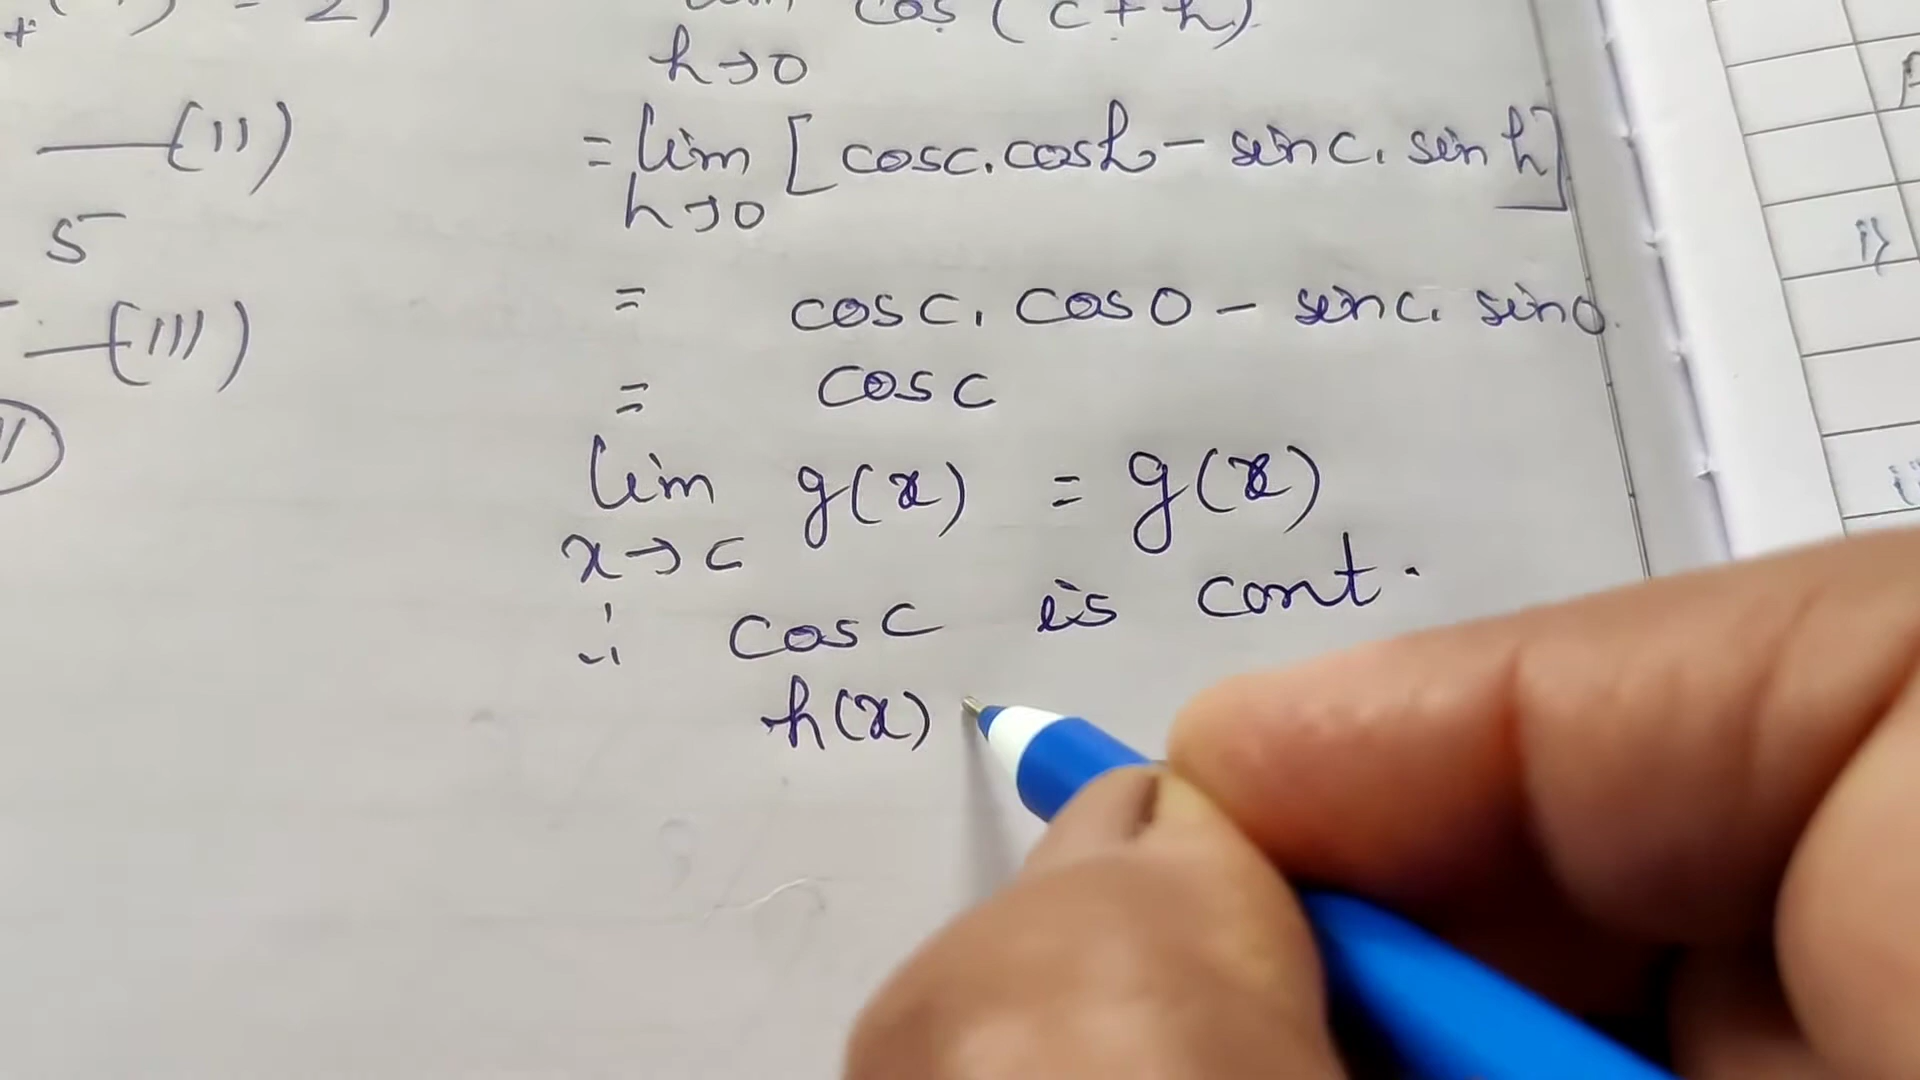 cos (c+h)
h→0
—(11)
= lim [cosc.cosh - sinc. sin h]
h→0
5
= cosc. cos0 - sinc. sin0.
—(111)
= cosc
lim g(x) = g(x)
x→c
∴ cosc is cont.
h(x)
i)